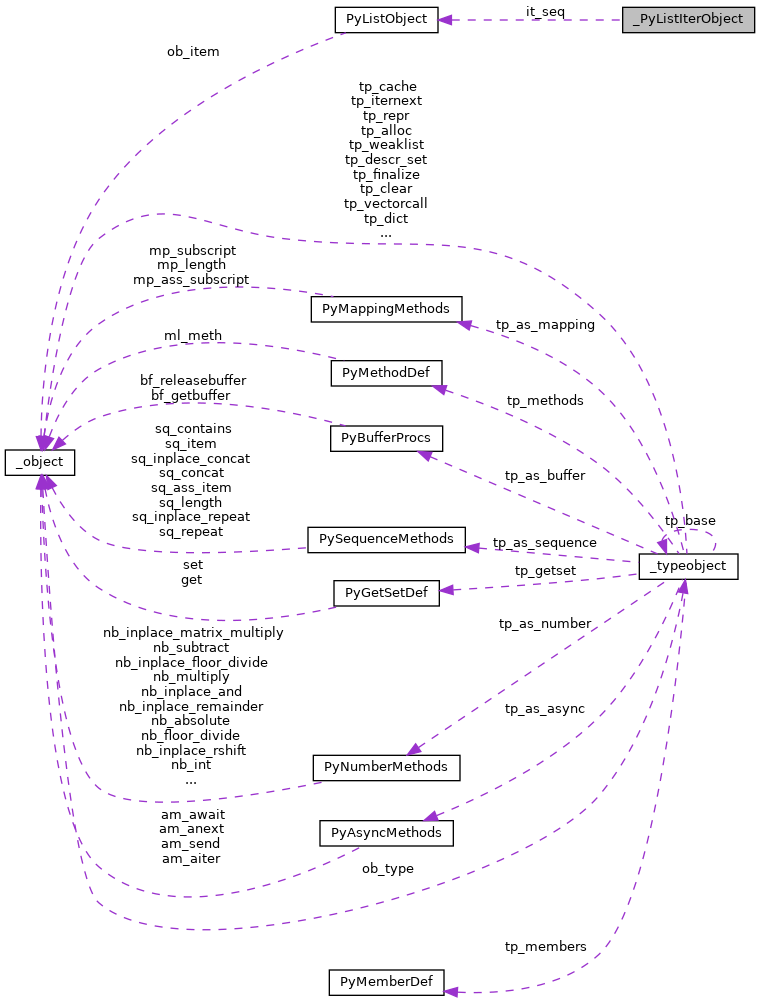 it_seq
PyListObject
_PyListIterObject
ob_item
tp_cache
tp_iternext
tp_repr
tp_alloc
tp_weaklist
tp_descr_set
tp_finalize
tp_clear
tp_vectorcall
tp_dict
...
mp_subscript
mp_length
mp_ass_subscript
PyMappingMethods
tp_as_mapping
ml_meth
PyMethodDef
tp_methods
bf_releasebuffer
bf_getbuffer
PyBufferProcs
_object
sq_contains
sq_item
sq_inplace_concat
sq_concat
sq_ass_item
sq_length
sq_inplace_repeat
sq_repeat
tp_as_buffer
tp_base
PySequenceMethods
tp_as_sequence
_typeobject
set
get
tp_getset
PyGetSetDef
tp_as_number
nb_inplace_matrix_multiply
nb_subtract
nb_inplace_floor_divide
nb_multiply
nb_inplace_and
nb_inplace_remainder
nb_absolute
nb_floor_divide
nb_inplace_rshift
nb_int
...
tp_as_async
PyNumberMethods
am_await
am_anext
am_send
am_aiter
PyAsyncMethods
ob_type
tp_members
PyMemberDef